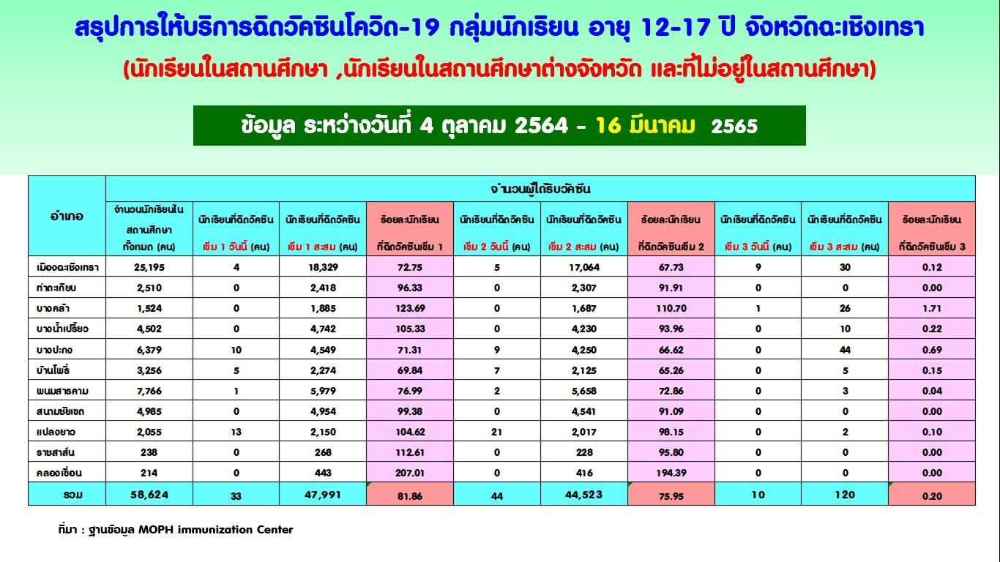 สรุปการให้บริการฉีดวัคซินโควิด-19 กลุ่มนักเรียน อายุ 12-17 ปี จังหวัดฉะเชิงเทรา
(นักเรียนในสถานศึกษา ,นักเรียนในสถานศึกษาต่างจังหวัด และที่ไม่อยู่ในสถานศึกษา)
ข้อมูล ระหว่างวันที่ 4 ตุลาคม 2564 - 16 มีนาคม 2565
อำเภอ จำนวนผู้ได้รับวัคซีน
จำนวนนักเรียนใน สถานศึกษา ทั้งหมด (คน) นักเรียนที่ฉีดวัคซีน เข็ม 1 วันนี้ (คน) นักเรียนที่ฉีดวัคซีน เข็ม 1 สะสม (คน) ร้อยละนักเรียน ที่ฉีดวัคซีนเข็ม 1 นักเรียนที่ฉีดวัคซีน เข็ม 2 วันนี้ (คน) นักเรียนที่ฉีดวัคซีน เข็ม 2 สะสม (คน) ร้อยละนักเรียน ที่ฉีดวัคซีนเข็ม 2 นักเรียนที่ฉีดวัคซีน เข็ม 3 วันนี้ (คน) นักเรียนที่ฉีดวัคซีน เข็ม 3 สะสม (คน) ร้อยละนักเรียน ที่ฉีดวัคซีนเข็ม 3
เมืองฉะเชิงเทรา 25,195 4 18,329 72.75 5 17,064 67.73 9 30 0.12
ท่าตะเกียบ 2,510 0 2,418 96.33 0 2,307 91.91 0 0 0.00
บางคล้า 1,524 0 1,885 123.69 0 1,687 110.70 1 26 1.71
บางน้ำเปรี้ยว 4,502 0 4,742 105.33 0 4,230 93.96 0 10 0.22
บางปะกง 6,379 10 4,549 71.31 9 4,250 66.62 0 44 0.69
บ้านโพธิ์ 3,256 5 2,274 69.84 7 2,125 65.26 0 5 0.15
พนมสารคาม 7,766 1 5,979 76.99 2 5,658 72.86 0 3 0.04
สนามชัยเขต 4,985 0 4,954 99.38 0 4,541 91.09 0 0 0.00
แปลงยาว 2,055 13 2,150 104.62 21 2,017 98.15 0 2 0.10
ราชสาส์น 238 0 268 112.61 0 228 95.80 0 0 0.00
คลองเขื่อน 214 0 443 207.01 0 416 194.39 0 0 0.00
รวม 58,624 33 47,991 81.86 44 44,523 75.95 10 120 0.20
ที่มา : ฐานข้อมูล MOPH immunization Center